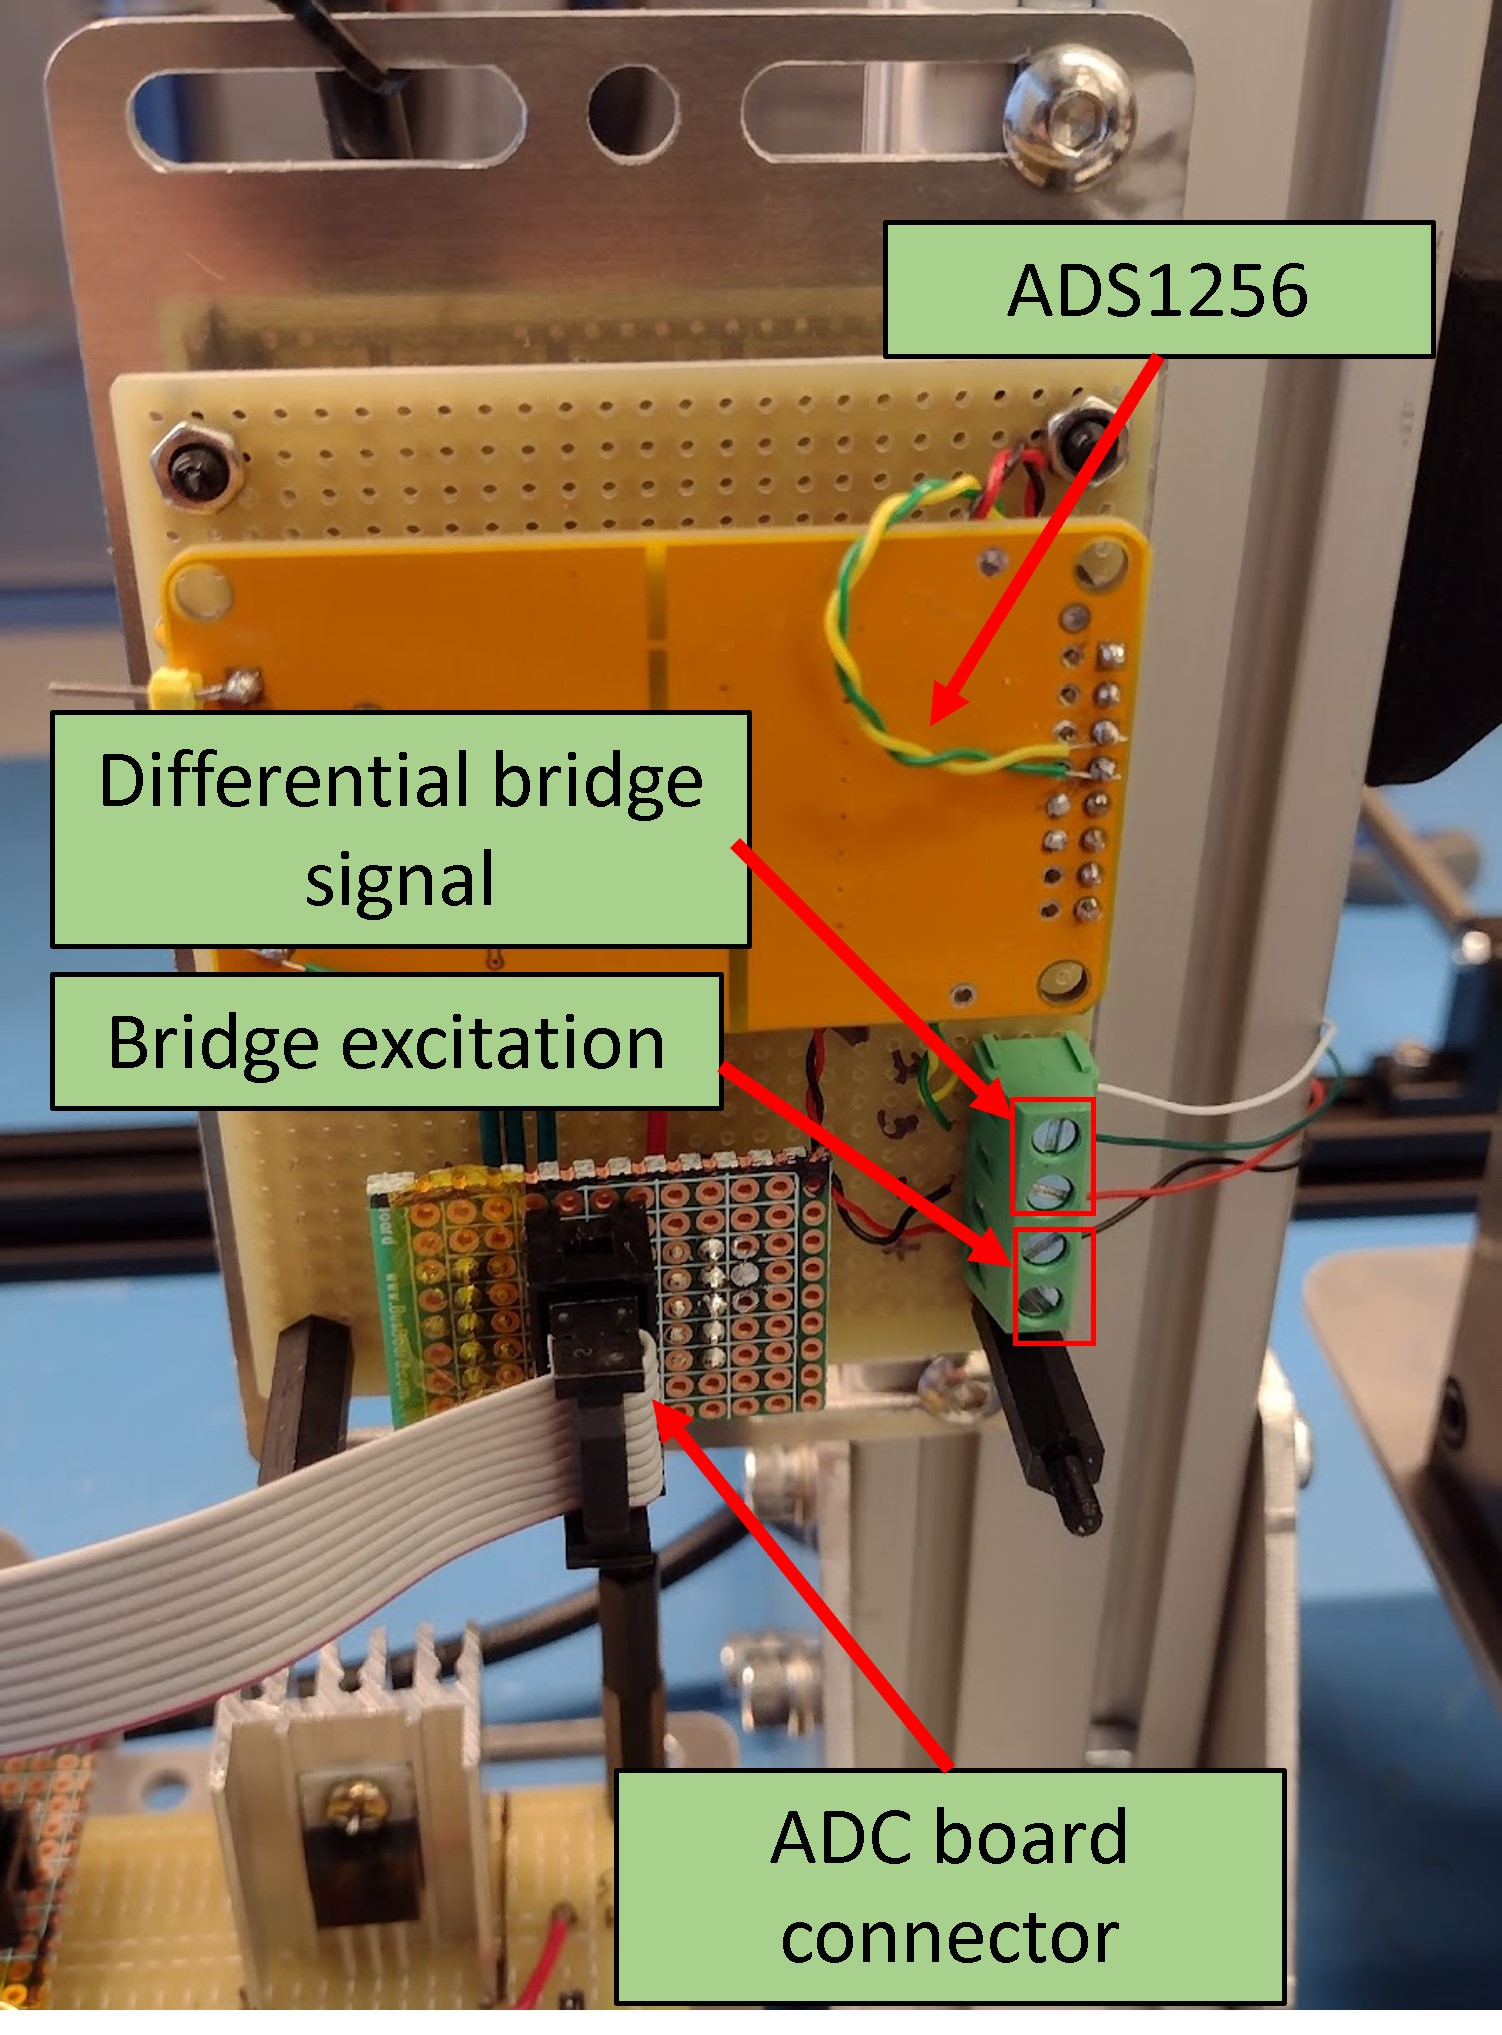 ADS1256
Differential bridge
signal
Bridge excitation
ADC board
connector